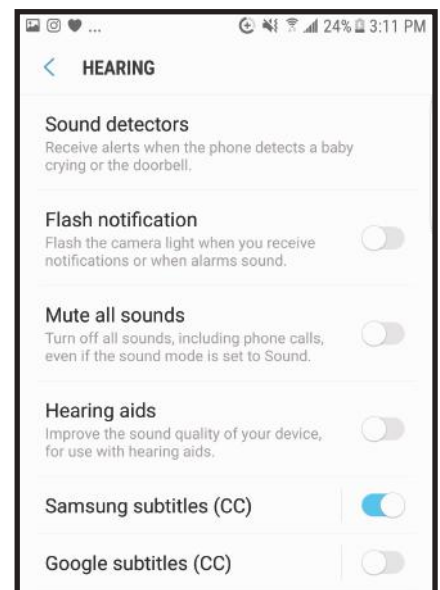 ... 24% 3:11 PM
HEARING
Sound detectors
Receive alerts when the phone detects a baby
crying or the doorbell.
Flash notification
Flash the camera light when you receive
notifications or when alarms sound.
Mute all sounds
Turn off all sounds, including phone calls,
even if the sound mode is set to Sound.
Hearing aids
Improve the sound quality of your device,
for use with hearing aids.
Samsung subtitles (CC)
Google subtitles (CC)